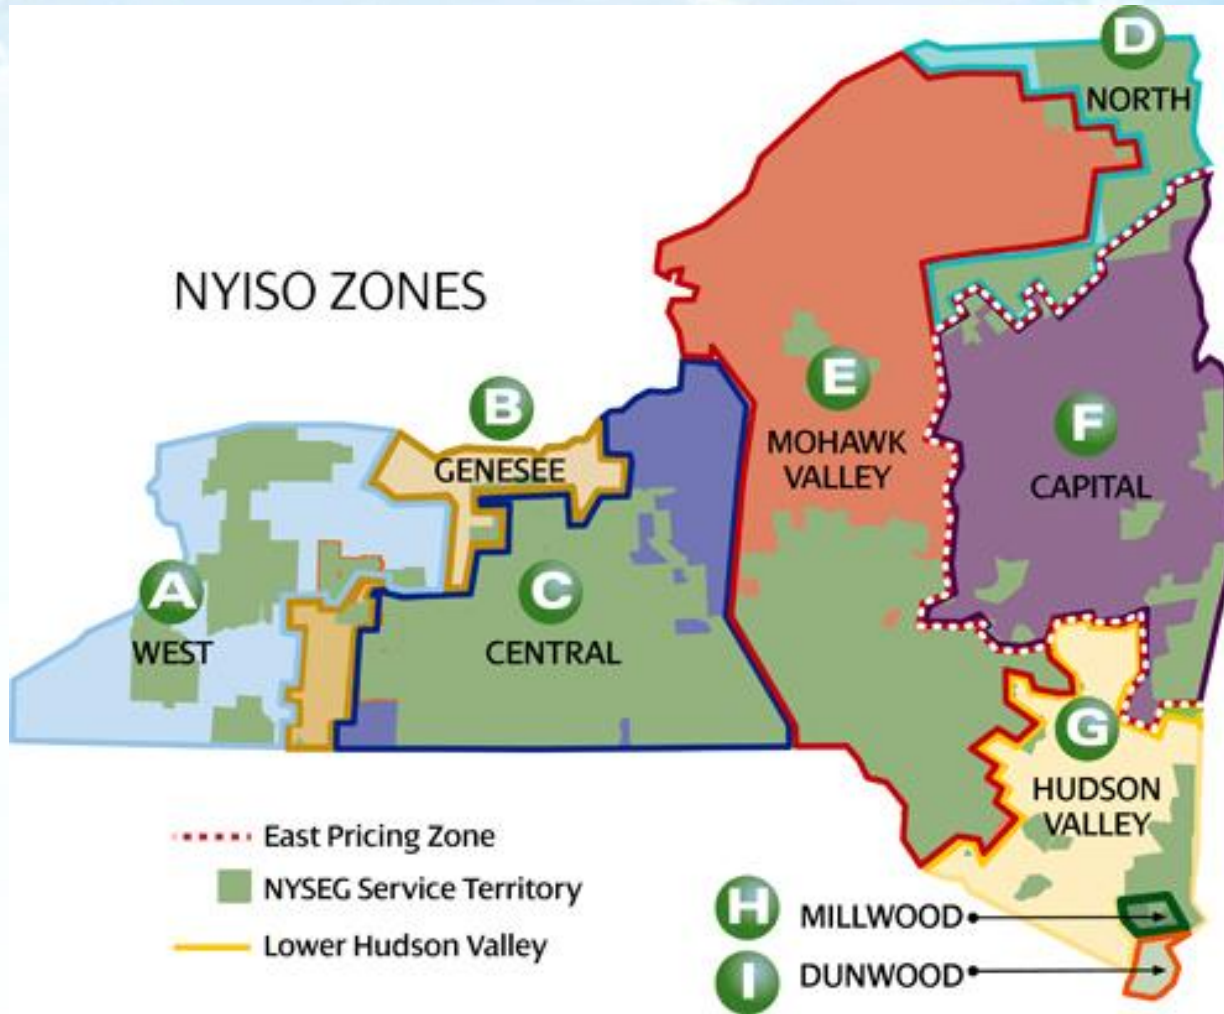 D
NORTH
NYISO ZONES
B
GENESEE
E
MOHAWK
VALLEY
F
CAPITAL
A
WEST
C
CENTRAL
G
HUDSON
VALLEY
East Pricing Zone
NYSEG Service Territory
Lower Hudson Valley
H MILLWOOD
I DUNWOOD